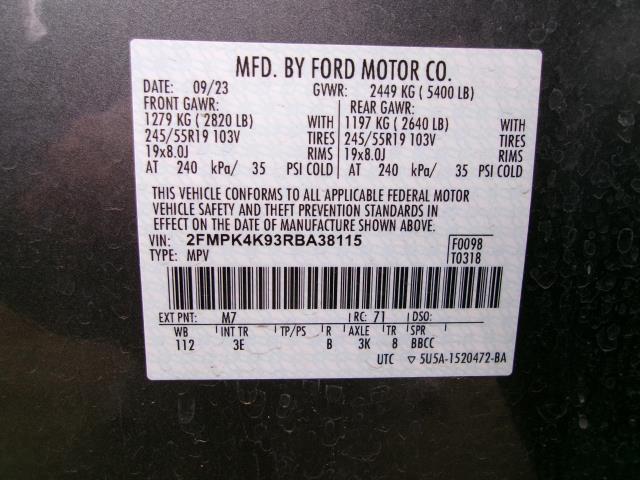 MFD. BY FORD MOTOR CO.
DATE: 09/23 GVWR: 2449 KG ( 5400 LB)
FRONT GAWR: REAR GAWR:
1279 KG ( 2820 LB) WITH 1197 KG ( 2640 LB) WITH
245/55R19 103V TIRES 245/55R19 103V TIRES
19x8.0J RIMS 19x8.0J RIMS
AT 240 kPa/ 35 PSI COLD AT 240 kPa/ 35 PSI COLD
THIS VEHICLE CONFORMS TO ALL APPLICABLE FEDERAL MOTOR
VEHICLE SAFETY AND THEFT PREVENTION STANDARDS IN
EFFECT ON THE DATE OF MANUFACTURE SHOWN ABOVE.
VIN: 2FMPK4K93RBA38115 F0098
TYPE: MPV T0318
EXT PNT: M7 RC: 71 DSO:
WB INT TR TP/PS R AXLE TR SPR
112 3E B 3K 8 BBCC
UTC ▽ 5U5A-1520472-BA